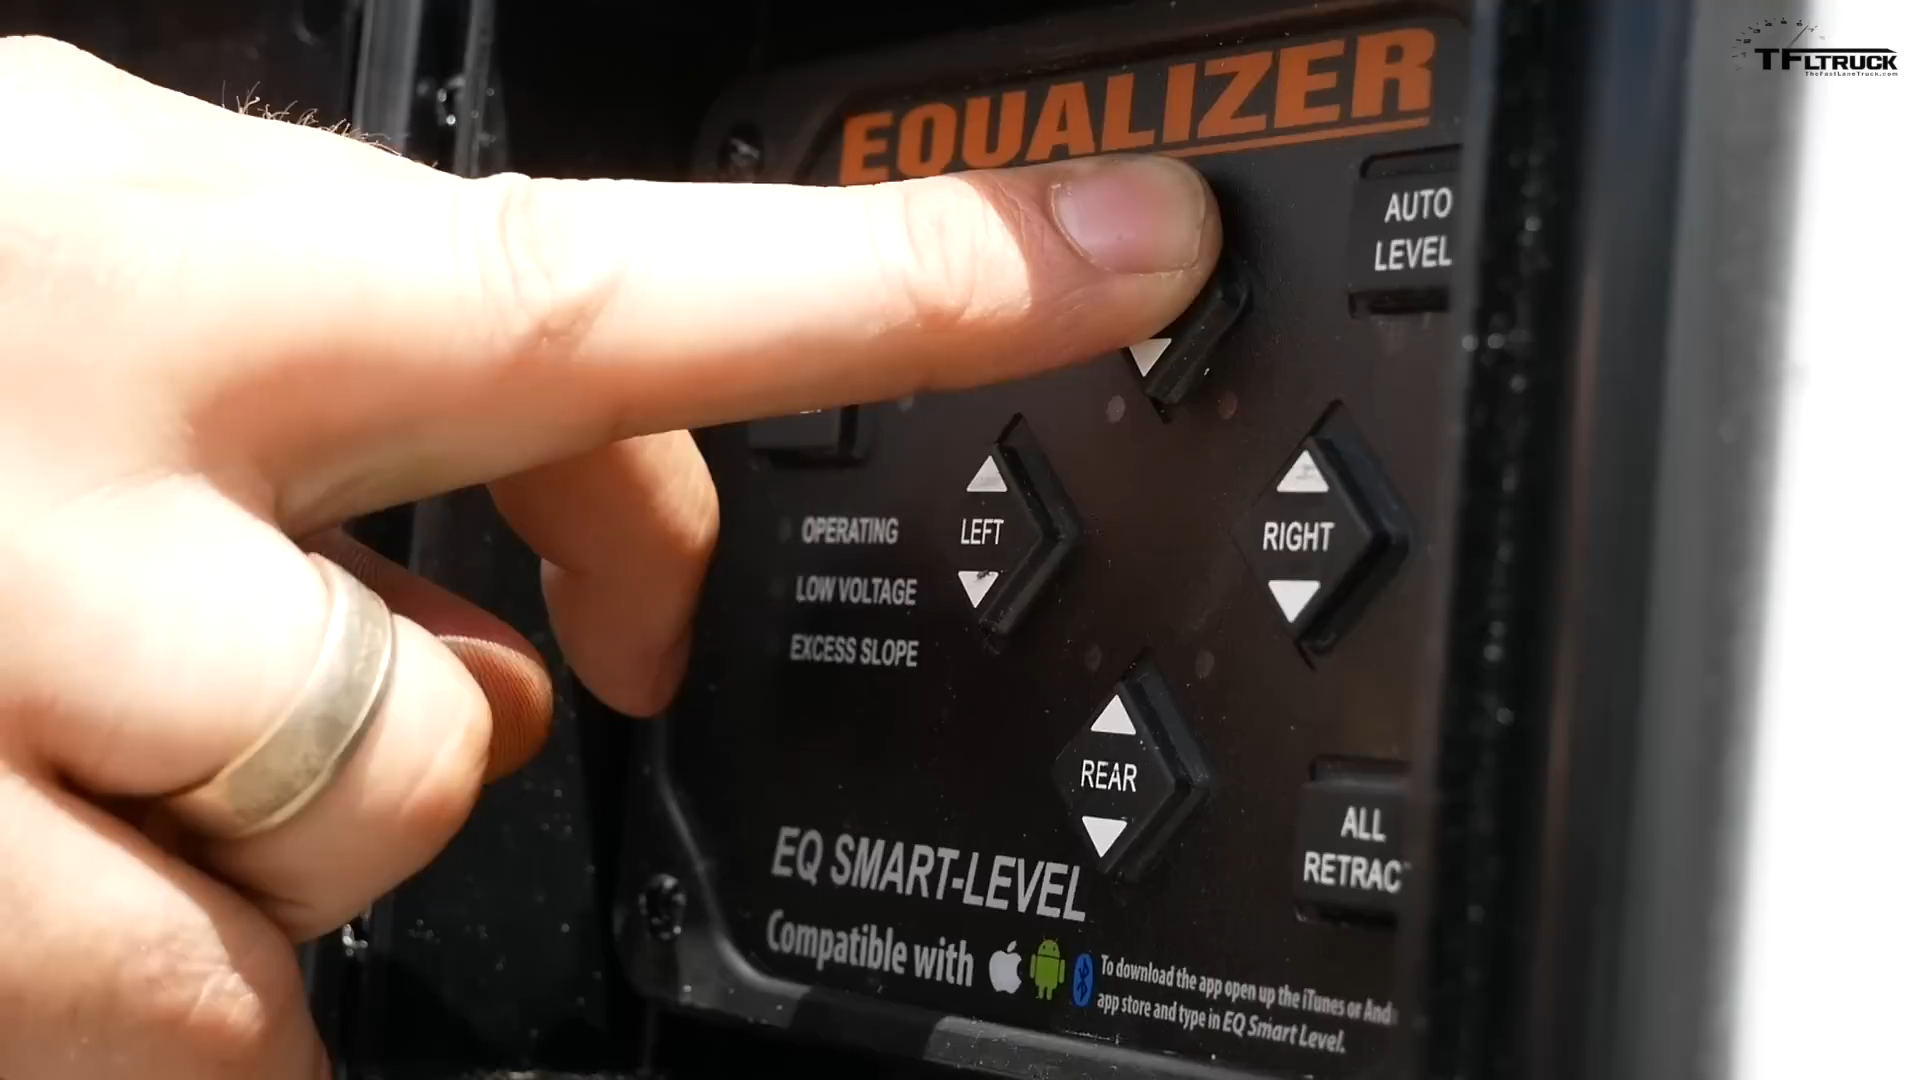 TFLTRUCK
TheFastLaneTruck.com
EQUALIZER
AUTO
LEVEL
OPERATING
LOW VOLTAGE
EXCESS SLOPE
LEFT
RIGHT
REAR
ALL
RETRAC
EQ SMART-LEVEL
Compatible with
To download the app open up the iTunes or And
app store and type in EQ Smart Level.